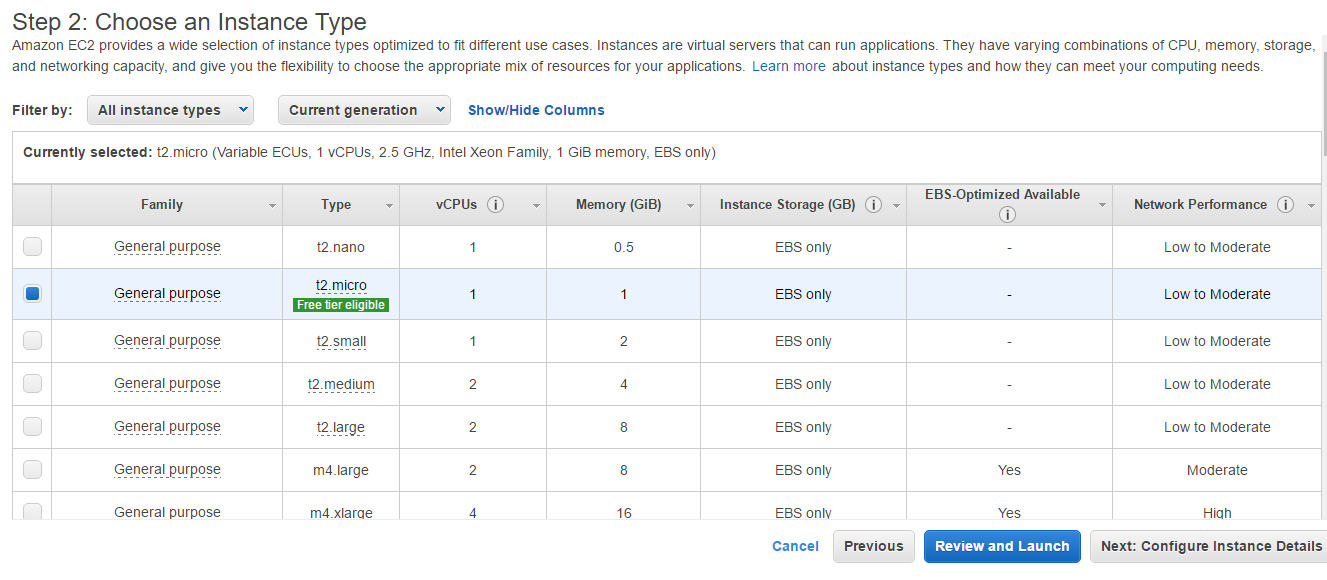 Step 2: Choose an Instance Type
Amazon EC2 provides a wide selection of instance types optimized to fit different use cases. Instances are virtual servers that can run applications. They have varying combinations of CPU, memory, storage,
and networking capacity, and give you the flexibility to choose the appropriate mix of resources for your applications. Learn more about instance types and how they can meet your computing needs.
Filter by: All instance types Current generation Show/Hide Columns
Currently selected: t2.micro (Variable ECUs, 1 vCPUs, 2.5 GHz, Intel Xeon Family, 1 GiB memory, EBS only)
Family Type vCPUs i Memory (GiB) Instance Storage (GB) i EBS-Optimized Available i Network Performance i
General purpose t2.nano 1 0.5 EBS only - Low to Moderate
General purpose t2.micro Free tier eligible 1 1 EBS only - Low to Moderate
General purpose t2.small 1 2 EBS only - Low to Moderate
General purpose t2.medium 2 4 EBS only - Low to Moderate
General purpose t2.large 2 8 EBS only - Low to Moderate
General purpose m4.large 2 8 EBS only Yes Moderate
General purpose m4.xlarge 4 16 EBS only Yes High
Cancel Previous Review and Launch Next: Configure Instance Details